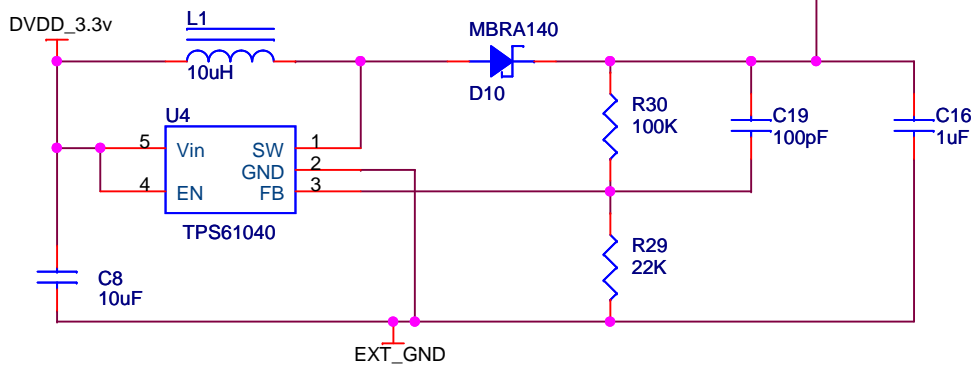 DVDD_3.3v
L1
10uH
MBRA140
D10
R30
100K
C19
100pF
C16
1uF
U4
5 Vin SW 1
GND 2
4 EN FB 3
TPS61040
R29
22K
C8
10uF
EXT_GND